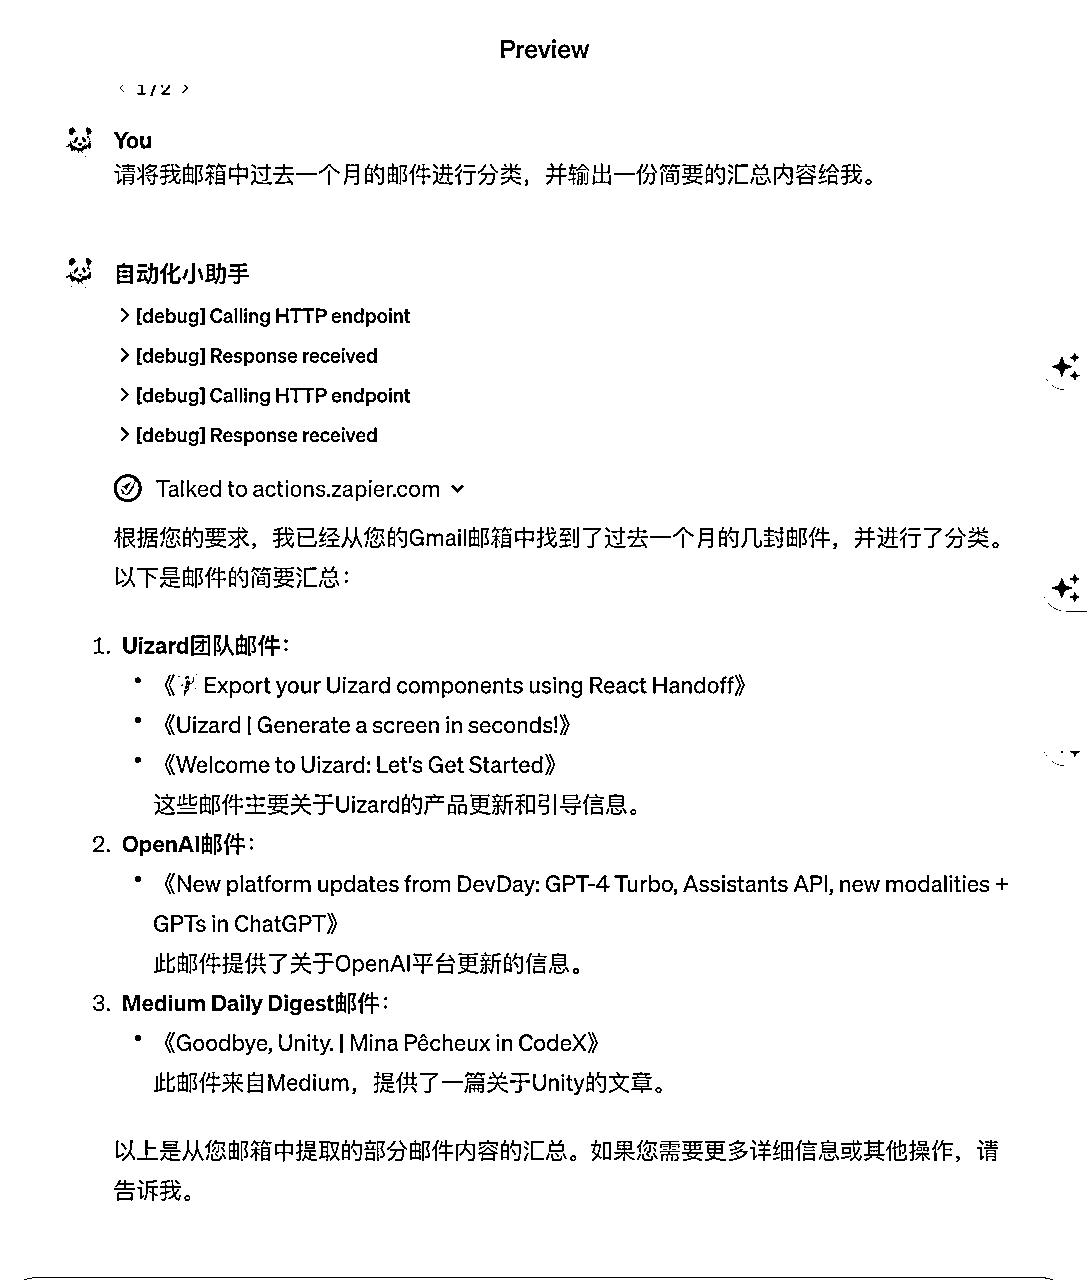 Preview
‹ 1/2 ›
You
请将我邮箱中过去一个月的邮件进行分类，并输出一份简要的汇总内容给我。
自动化小助手
> [debug] Calling HTTP endpoint
> [debug] Response received
> [debug] Calling HTTP endpoint
> [debug] Response received
Talked to actions.zapier.com
根据您的要求，我已经从您的Gmail邮箱中找到了过去一个月的几封邮件，并进行了分类。
以下是邮件的简要汇总：
1. Uizard团队邮件：
• 《 Export your Uizard components using React Handoff》
• 《Uizard | Generate a screen in seconds!》
• 《Welcome to Uizard: Let's Get Started》
这些邮件主要关于Uizard的产品更新和引导信息。
2. OpenAI邮件：
• 《New platform updates from DevDay: GPT-4 Turbo, Assistants API, new modalities +
GPTs in ChatGPT》
此邮件提供了关于OpenAI平台更新的信息。
3. Medium Daily Digest邮件：
• 《Goodbye, Unity. | Mina Pêcheux in CodeX》
此邮件来自Medium，提供了一篇关于Unity的文章。
以上是从您邮箱中提取的部分邮件内容的汇总。如果您需要更多详细信息或其他操作，请
告诉我。